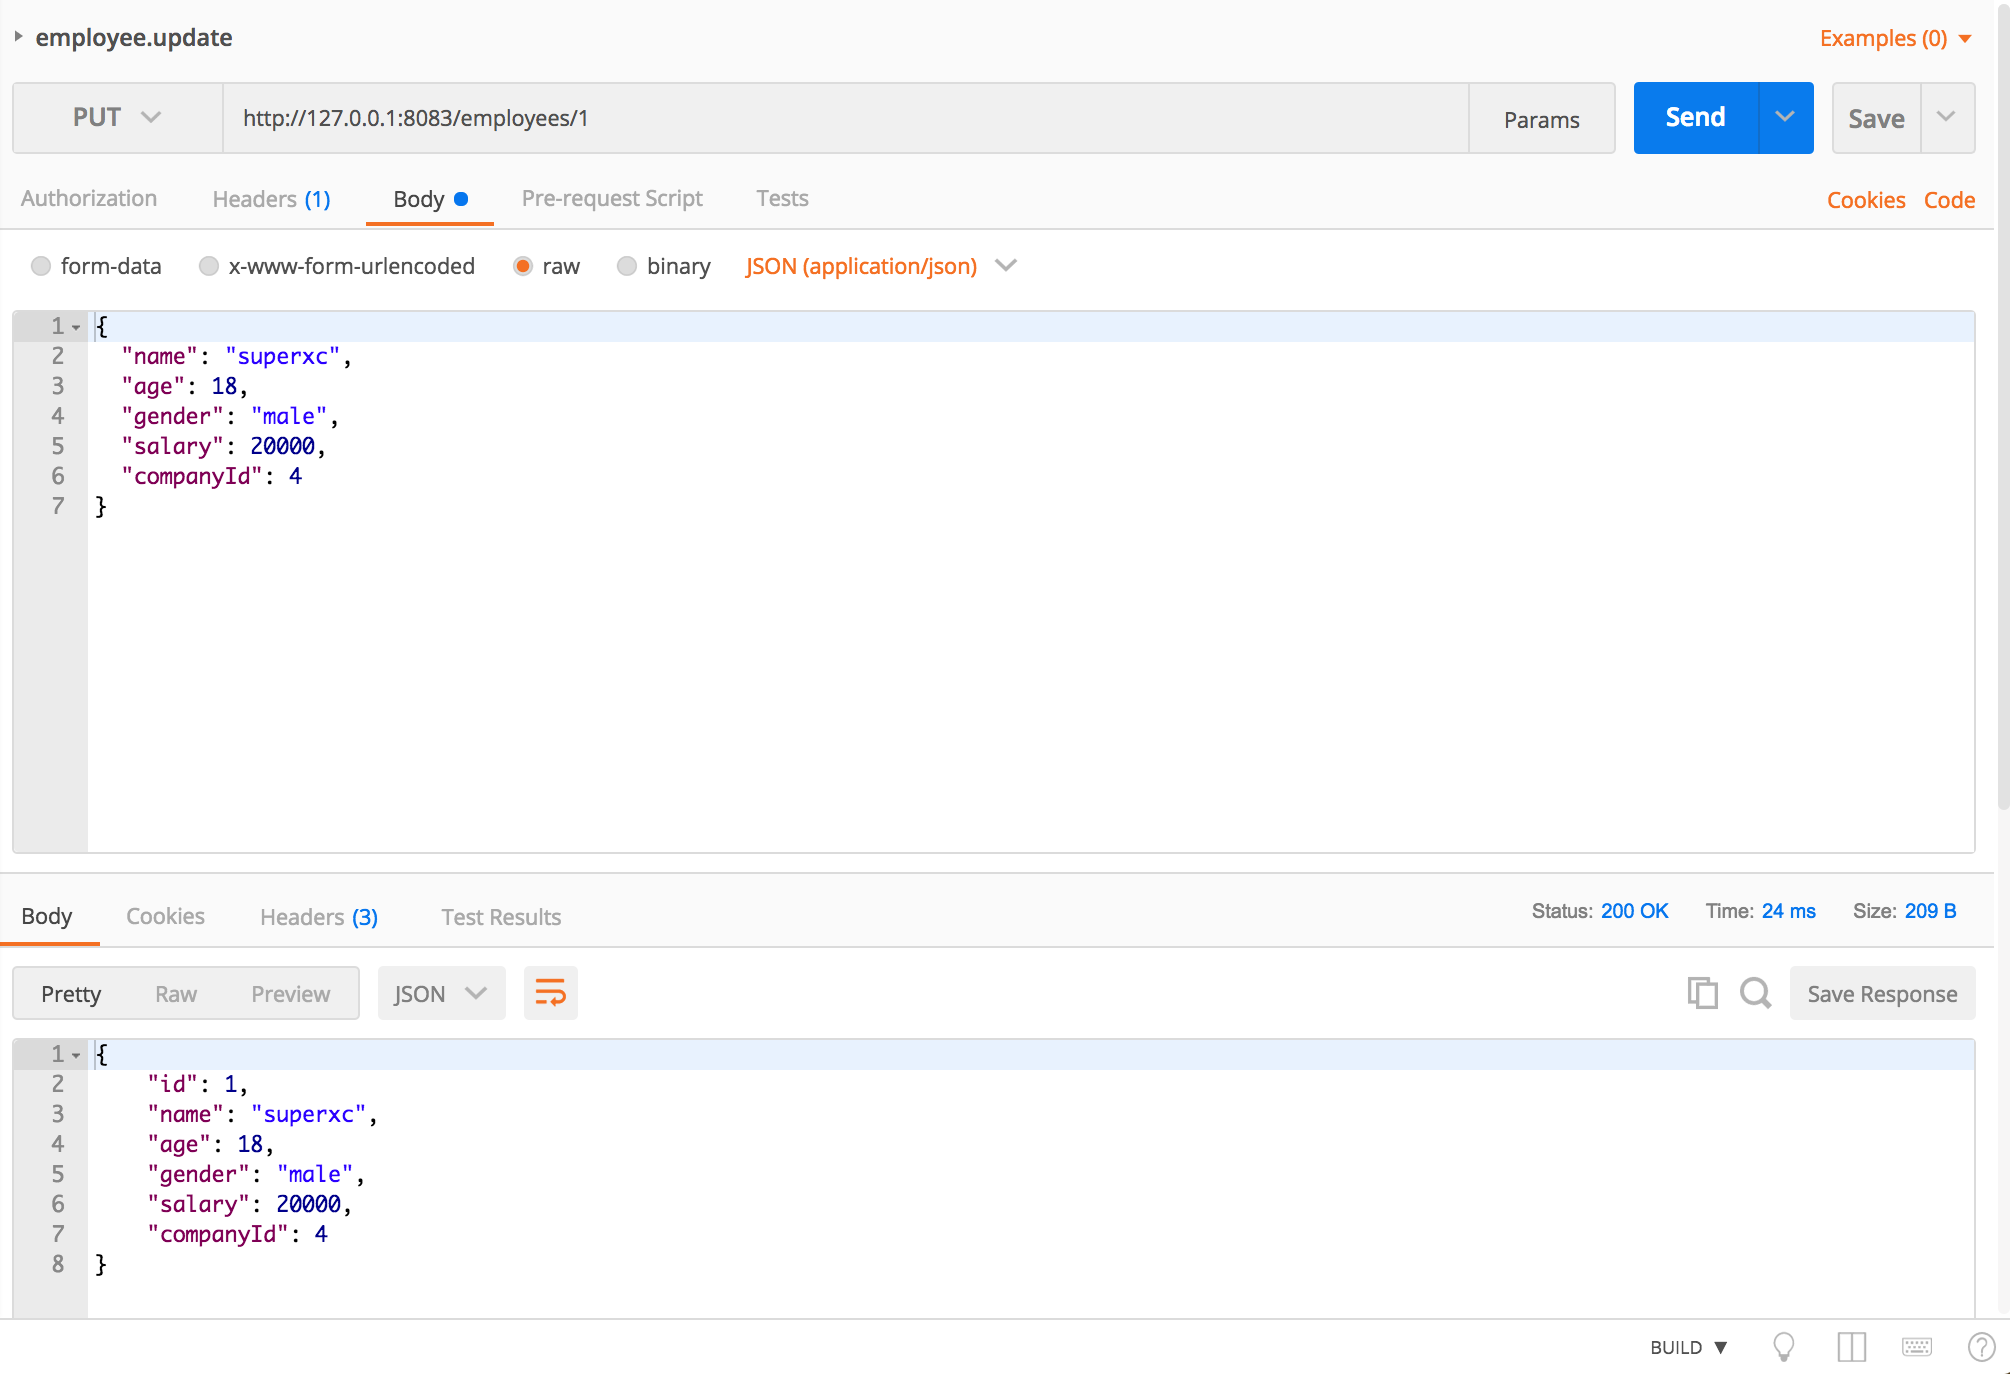 employee.update
Examples (0)
PUT http://127.0.0.1:8083/employees/1 Params Send Save
Authorization Headers (1) Body Pre-request Script Tests Cookies Code
form-data x-www-form-urlencoded raw binary JSON (application/json)
1 {
2 "name": "superxc",
3 "age": 18,
4 "gender": "male",
5 "salary": 20000,
6 "companyId": 4
7 }
Body Cookies Headers (3) Test Results Status: 200 OK Time: 24 ms Size: 209 B
Pretty Raw Preview JSON Save Response
1 {
2 "id": 1,
3 "name": "superxc",
4 "age": 18,
5 "gender": "male",
6 "salary": 20000,
7 "companyId": 4
8 }
BUILD ▼ ?